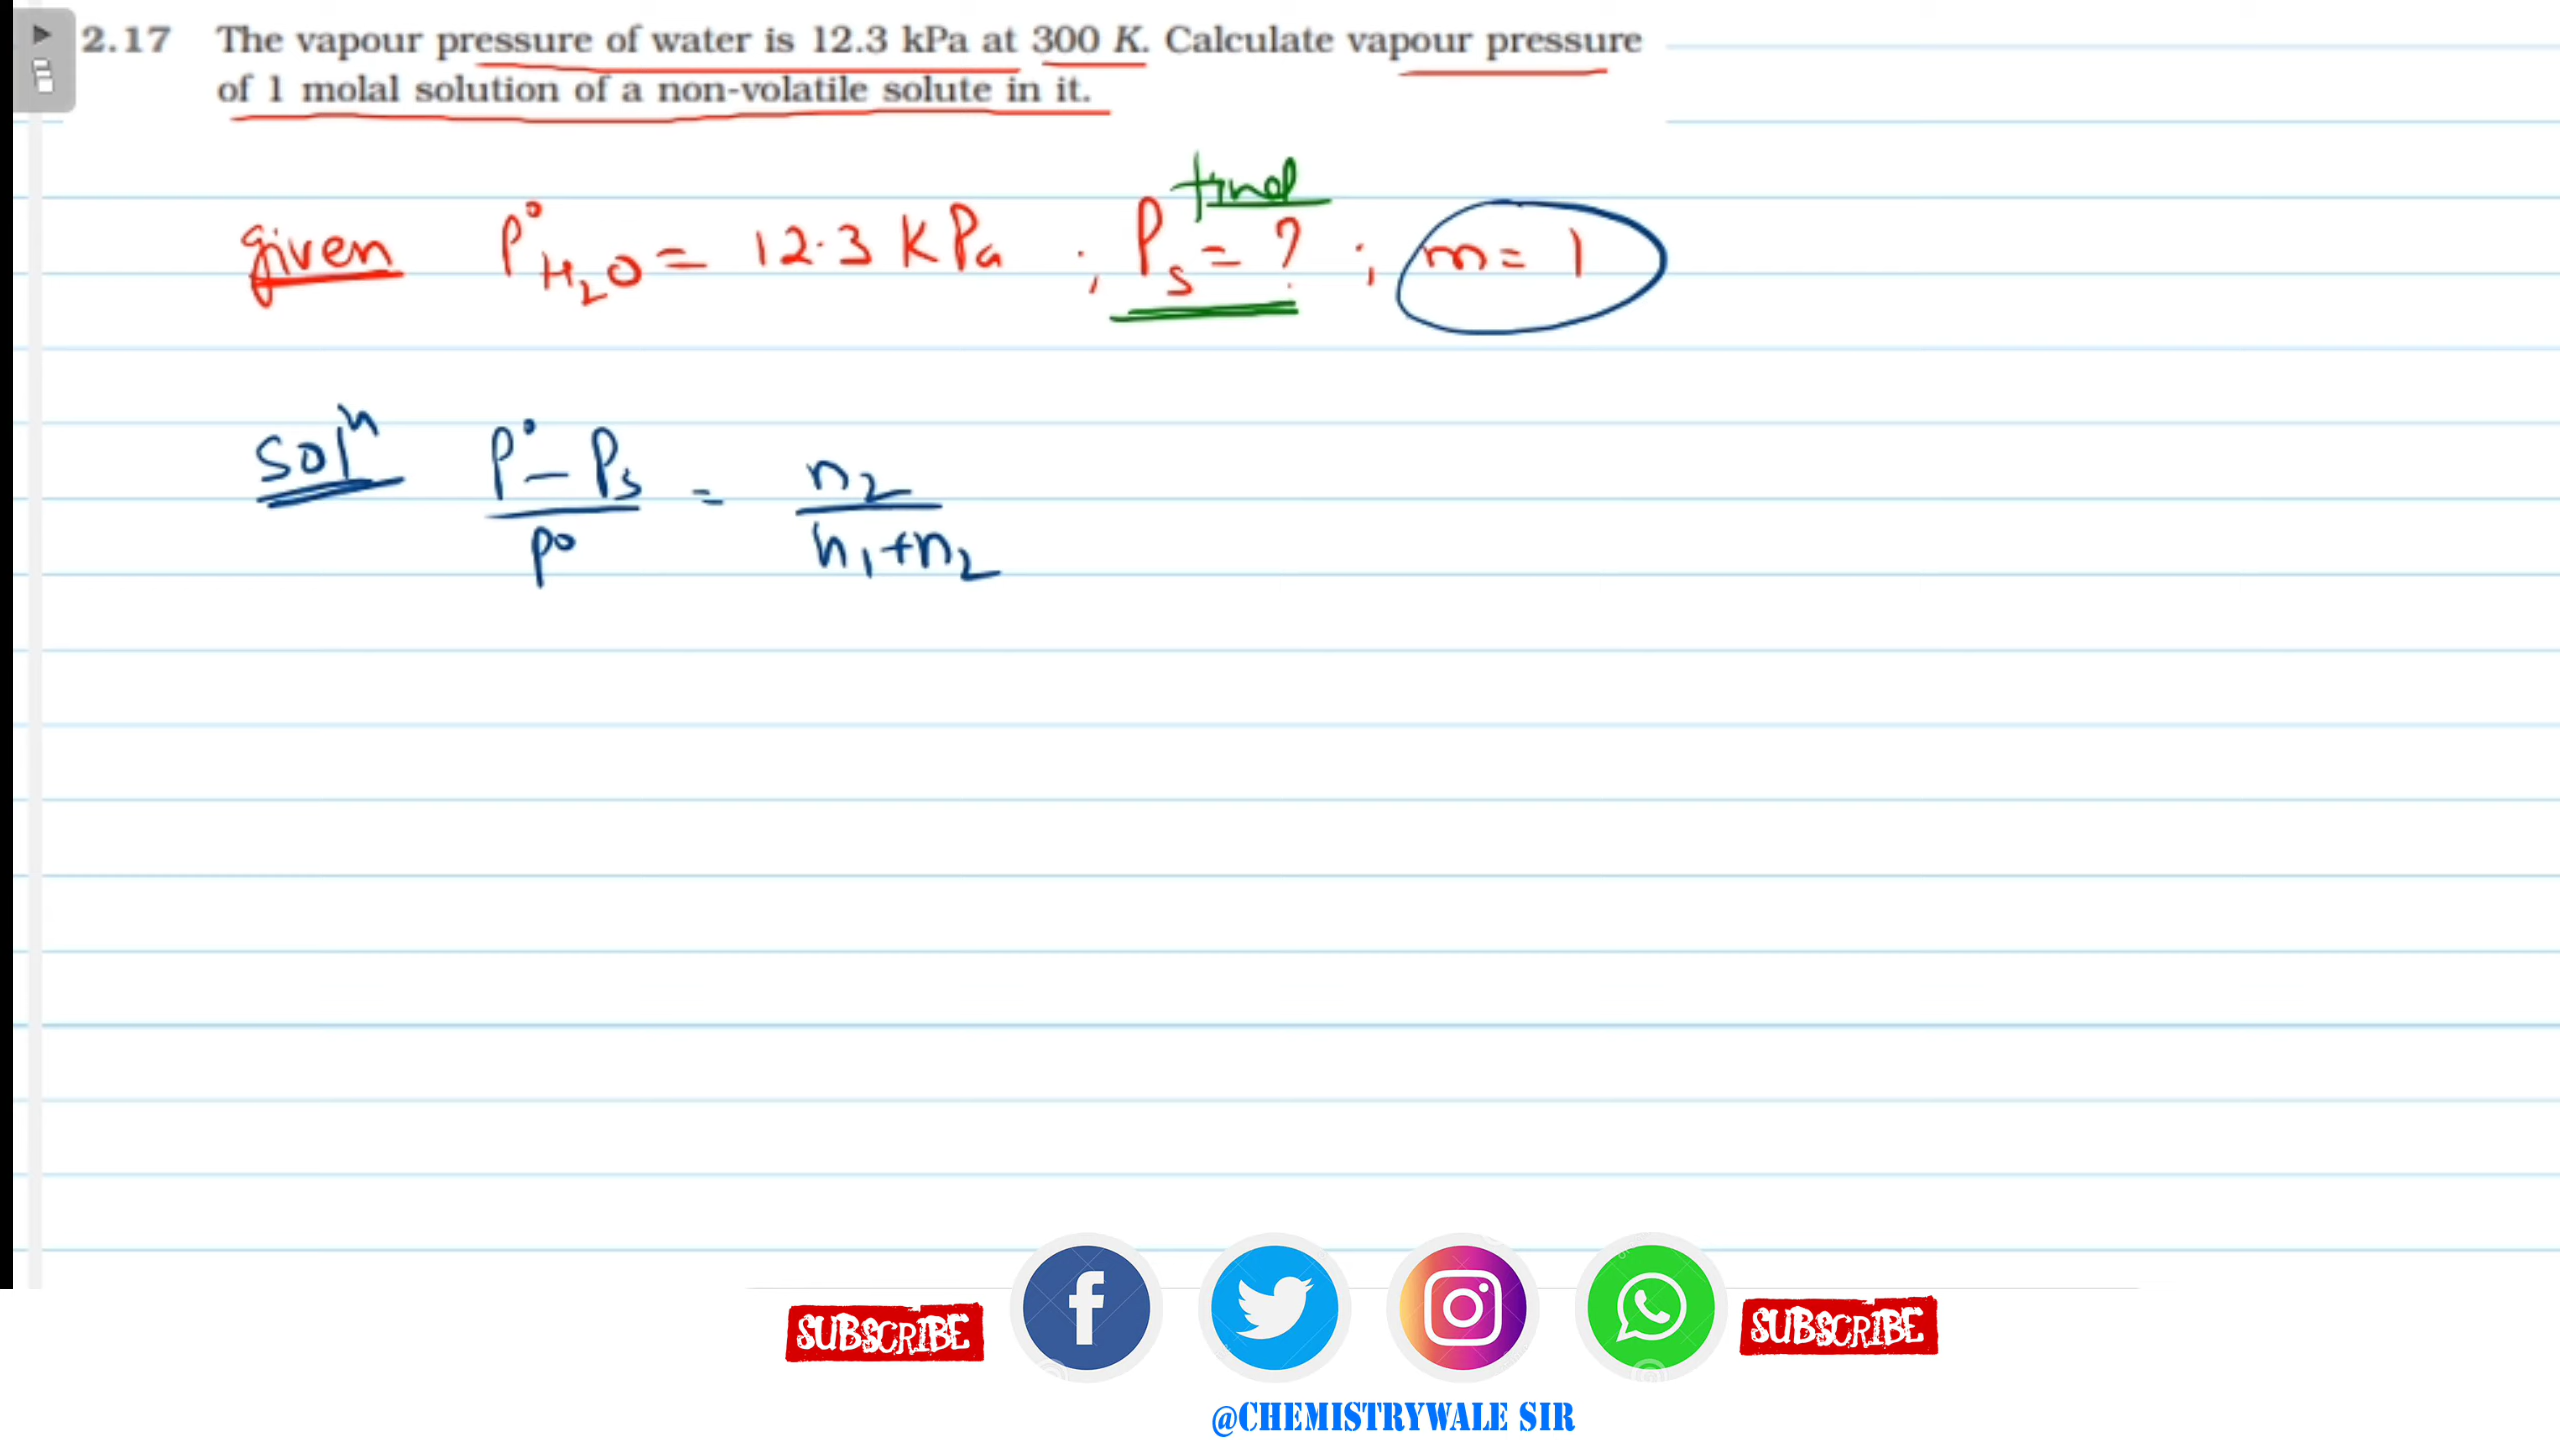 2.17 The vapour pressure of water is 12.3 kPa at 300 K. Calculate vapour pressure
of 1 molal solution of a non-volatile solute in it.
find
given P°H₂O = 12.3 KPa ; Ps = ? ; m = 1
Solⁿ P° – Ps / P° = n₂ / n₁+n₂
SUBSCRIBE
f
SUBSCRIBE
@CHEMISTRYWALE SIR